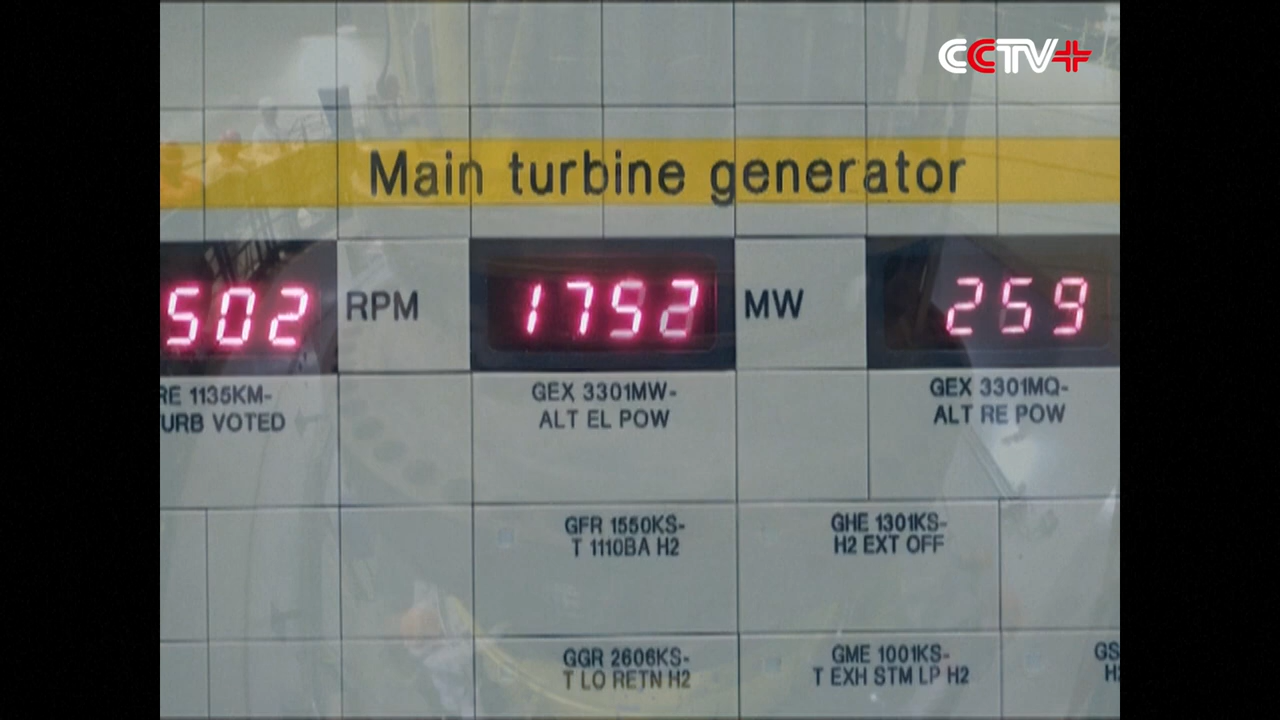 CCTV+
Main turbine generator
502 RPM 1752 MW 259
RE 1135KM-
URB VOTED
GEX 3301MW-
ALT EL POW
GEX 3301MQ-
ALT RE POW
GFR 1550KS-
T 1110BA H2
GHE 1301KS-
H2 EXT OFF
GGR 2606KS-
T LO RETN H2
GME 1001KS-
T EXH STM LP H2
GS
H